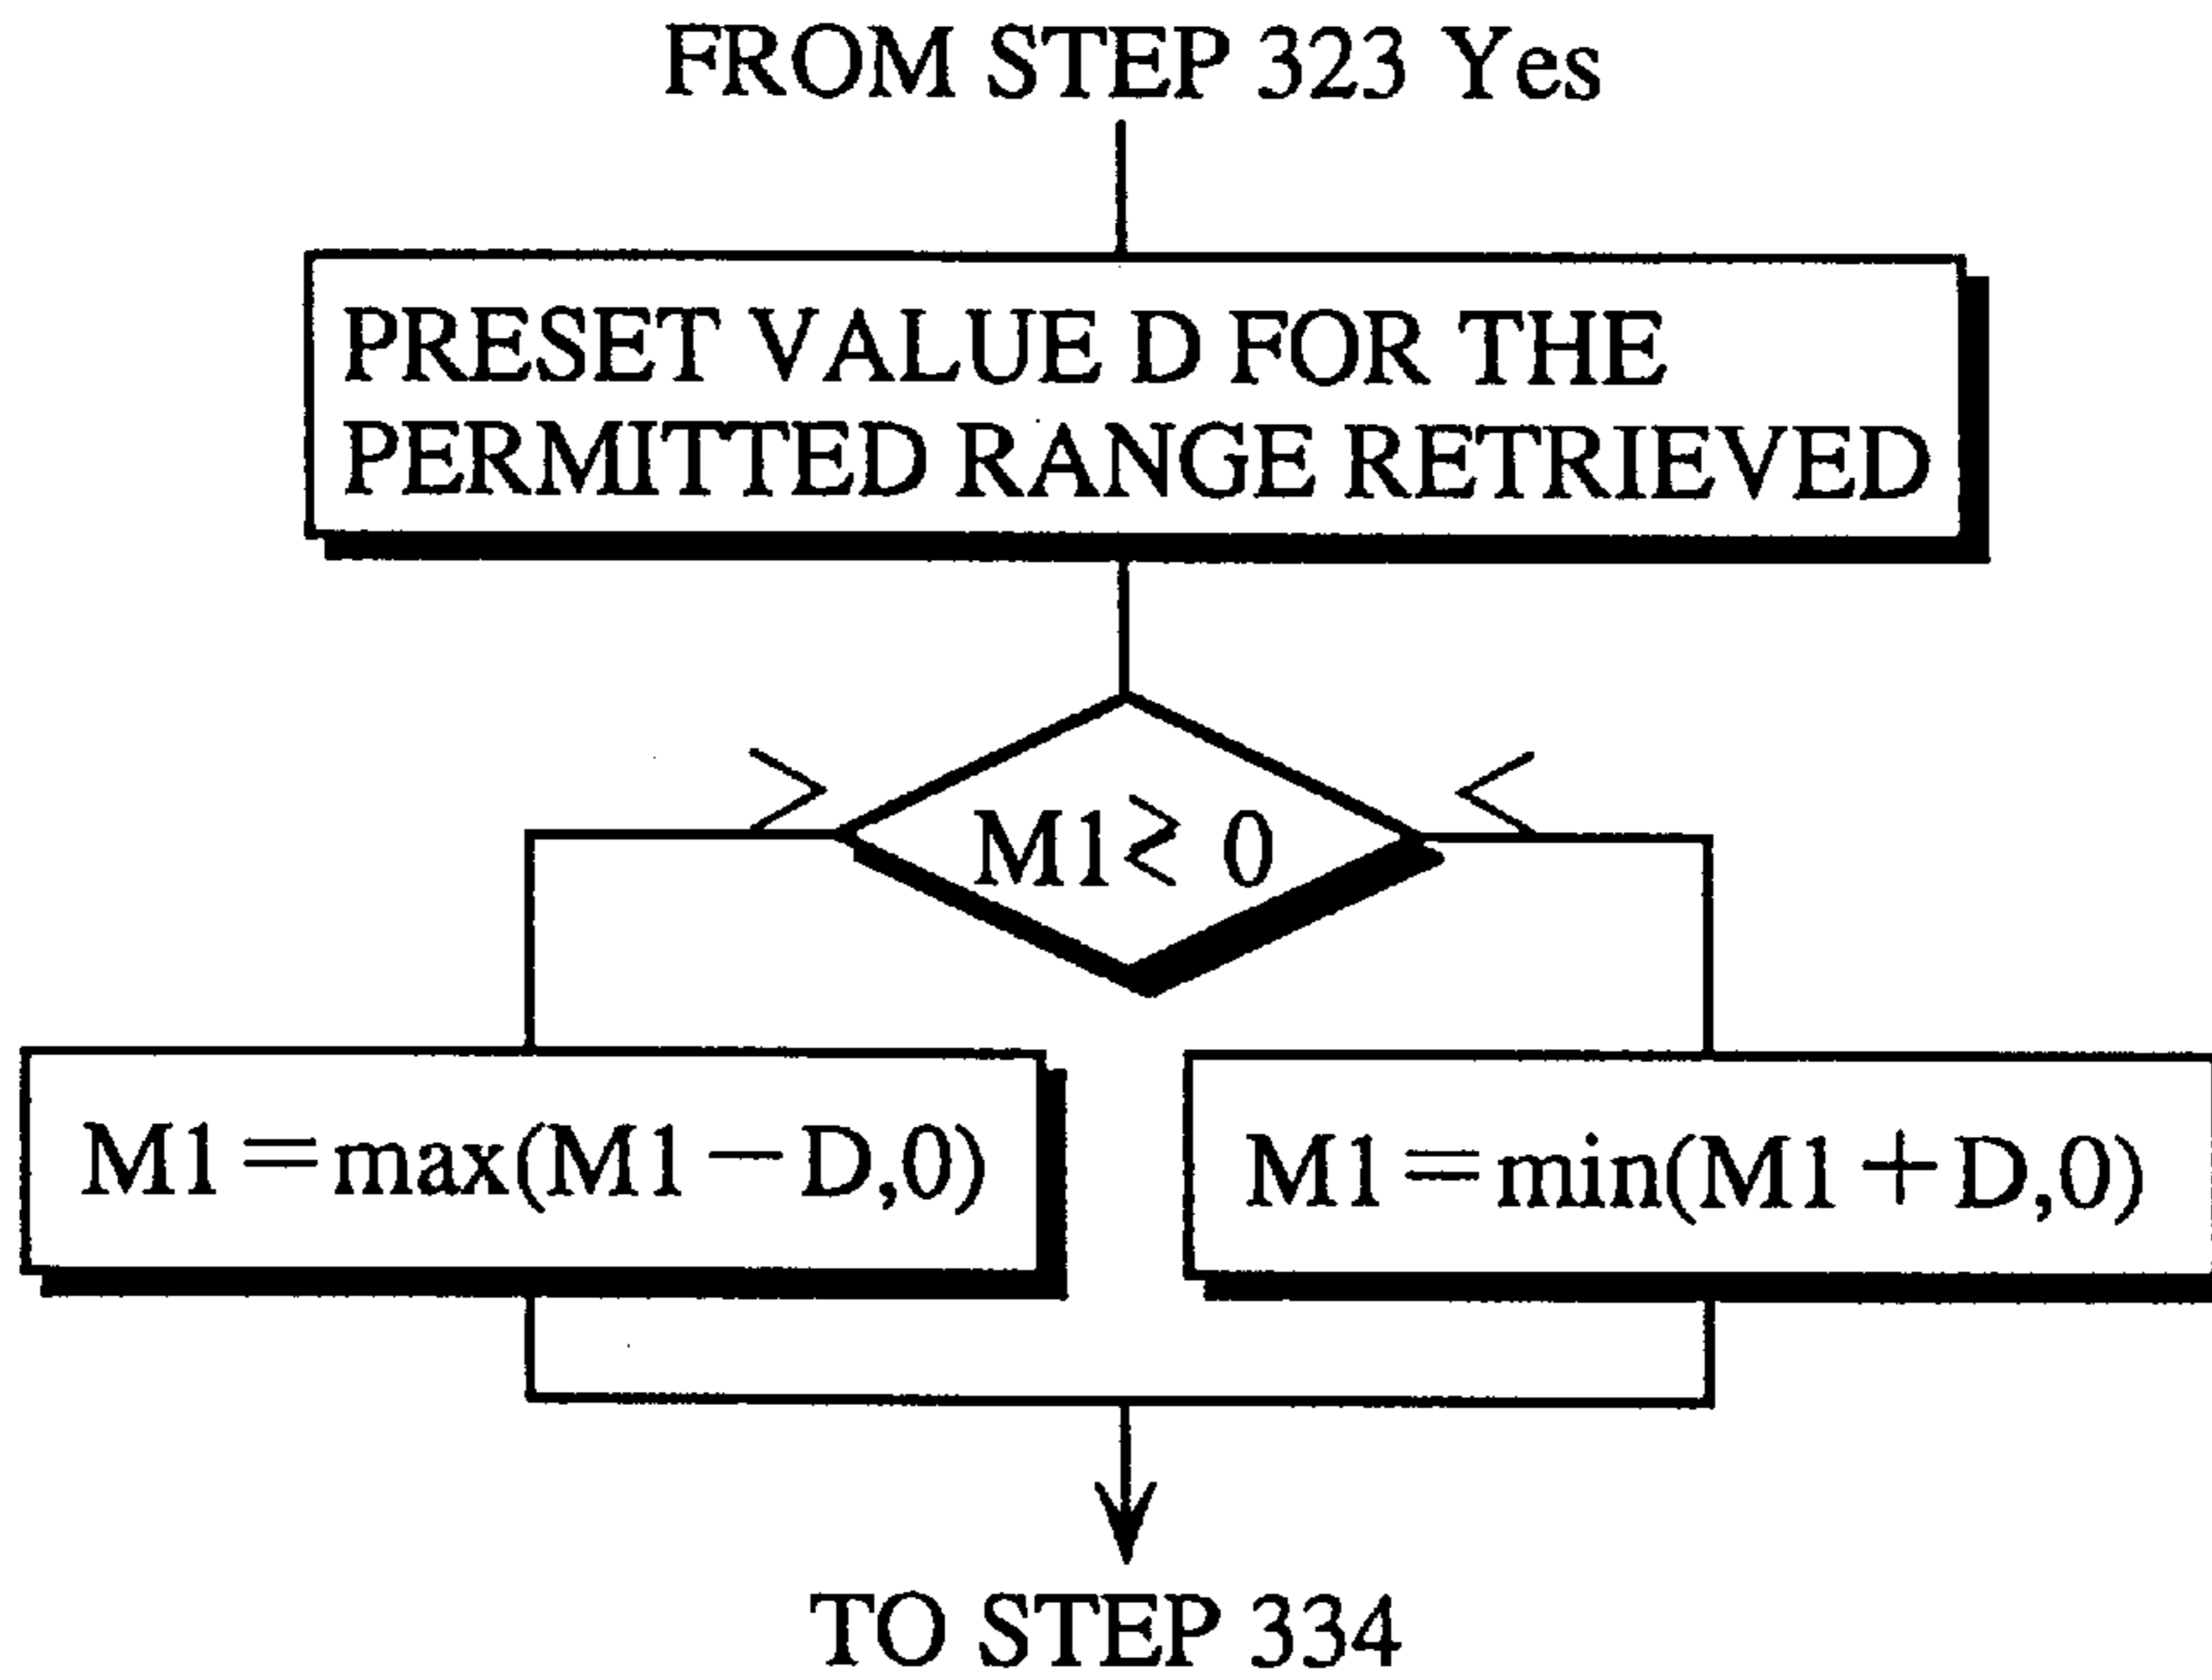 FROM STEP 323 Yes
PRESET VALUE D FOR THE
PERMITTED RANGE RETRIEVED
> <
M1≷ 0
M1=max(M1-D,0)
M1=min(M1+D,0)
TO STEP 334